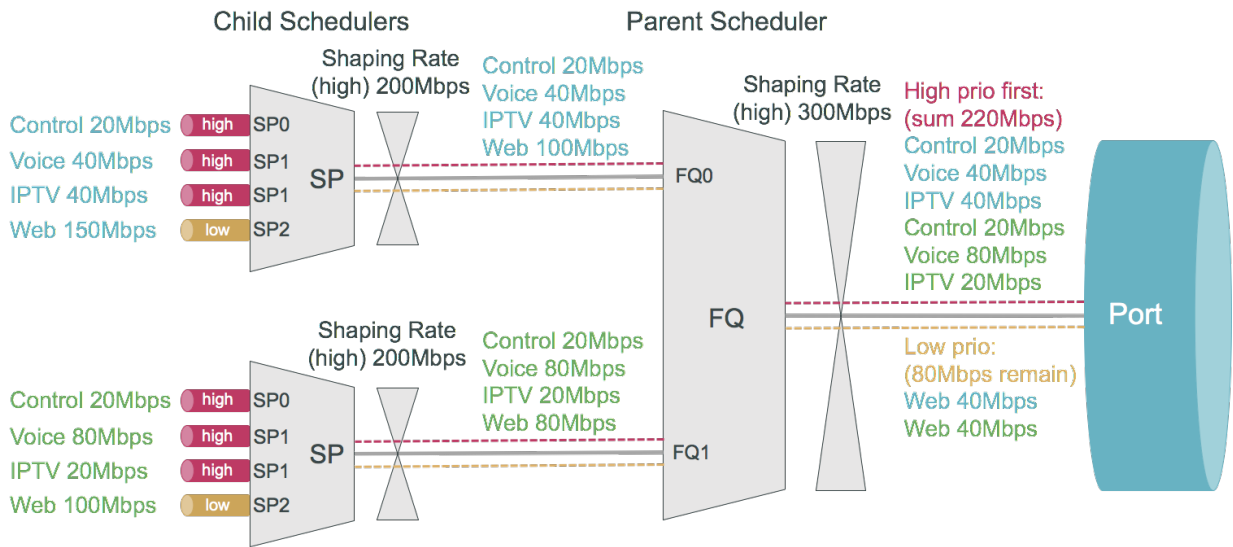 Child Schedulers
Parent Scheduler
Shaping Rate
(high) 200Mbps
Control 20Mbps
Voice 40Mbps
IPTV 40Mbps
Web 100Mbps
Shaping Rate
(high) 300Mbps
High prio first:
(sum 220Mbps)
Control 20Mbps
Voice 40Mbps
IPTV 40Mbps
Control 20Mbps
Voice 80Mbps
IPTV 20Mbps
Control 20Mbps
high
SP0
Voice 40Mbps
high
SP1
IPTV 40Mbps
high
SP1
Web 150Mbps
low
SP2
SP
FQ0
FQ
Port
Shaping Rate
(high) 200Mbps
Control 20Mbps
Voice 80Mbps
IPTV 20Mbps
Web 80Mbps
Low prio:
(80Mbps remain)
Web 40Mbps
Web 40Mbps
Control 20Mbps
high
SP0
Voice 80Mbps
high
SP1
IPTV 20Mbps
high
SP1
Web 100Mbps
low
SP2
SP
FQ1